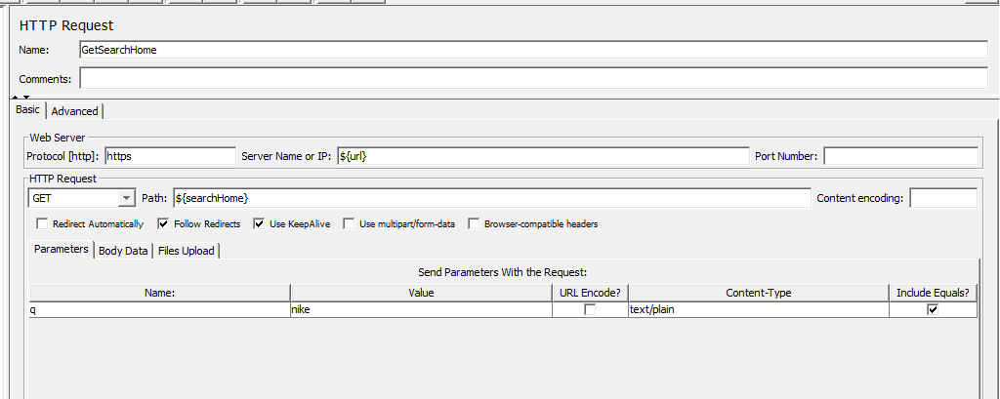 HTTP Request
Name: GetSearchHome
Comments:
Basic Advanced
Web Server
Protocol [http]: https Server Name or IP: ${url} Port Number:
HTTP Request
GET Path: ${searchHome} Content encoding:
Redirect Automatically Follow Redirects Use KeepAlive Use multipart/form-data Browser-compatible headers
Parameters Body Data Files Upload
Send Parameters With the Request:
Name: Value URL Encode? Content-Type Include Equals?
q nike text/plain